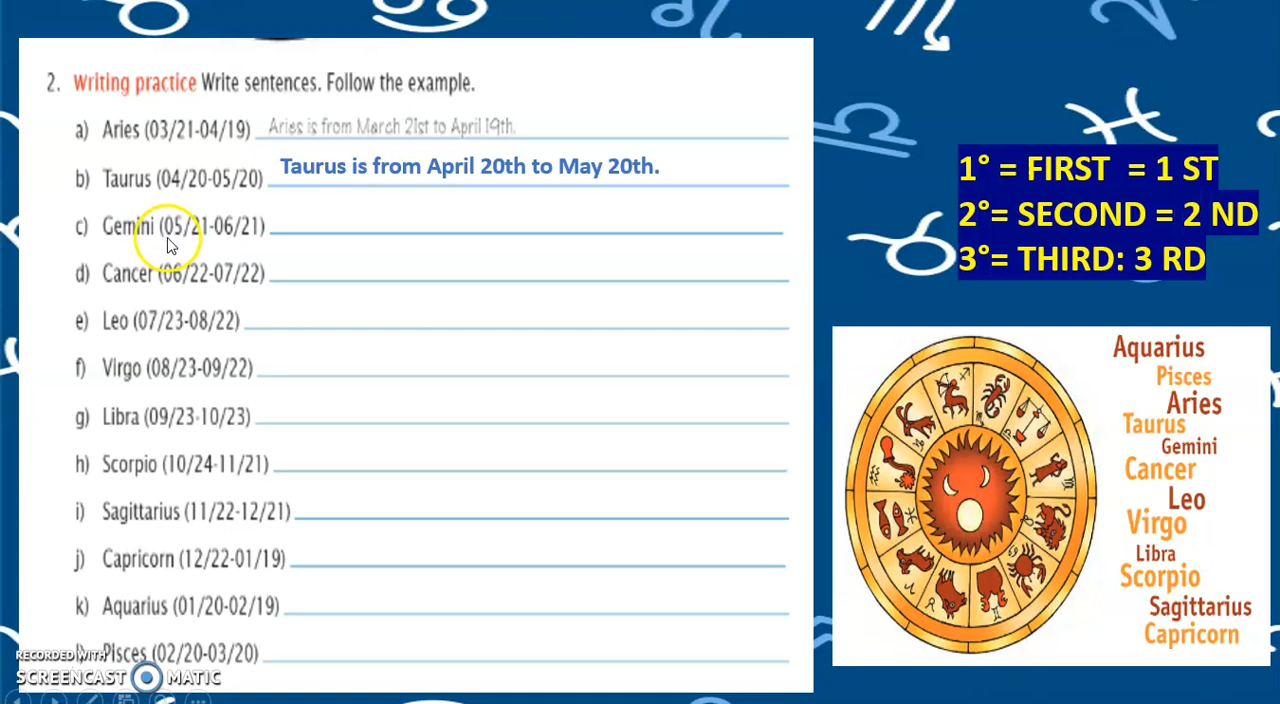 2. Writing practice Write sentences. Follow the example.
a) Aries (03/21-04/19) Aries is from March 21st to April 19th.
b) Taurus (04/20-05/20) Taurus is from April 20th to May 20th.
c) Gemini (05/21-06/21)
d) Cancer (06/22-07/22)
e) Leo (07/23-08/22)
f) Virgo (08/23-09/22)
g) Libra (09/23-10/23)
h) Scorpio (10/24-11/21)
i) Sagittarius (11/22-12/21)
j) Capricorn (12/22-01/19)
k) Aquarius (01/20-02/19)
Pisces (02/20-03/20)
RECORDED WITH
SCREENCAST MATIC
1° = FIRST = 1 ST
2°= SECOND = 2 ND
3°= THIRD: 3 RD
Aquarius
Pisces
Aries
Taurus
Gemini
Cancer
Leo
Virgo
Libra
Scorpio
Sagittarius
Capricorn